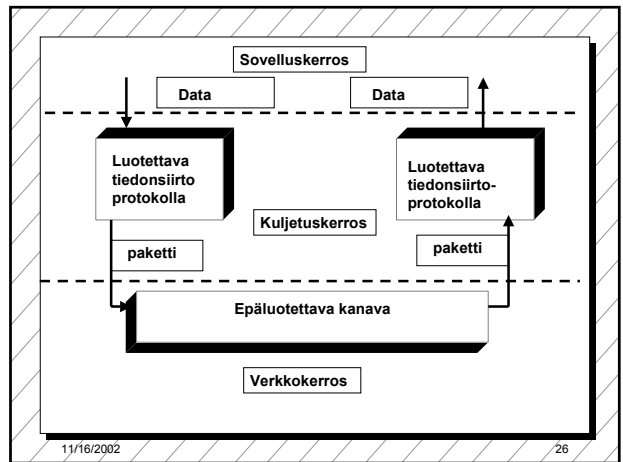 Sovelluskerros
Data
Data
Luotettava
tiedonsiirto
protokolla
Luotettava
tiedonsiirto-
protokolla
Kuljetuskerros
paketti
paketti
Epäluotettava kanava
Verkkokerros
11/16/2002
26